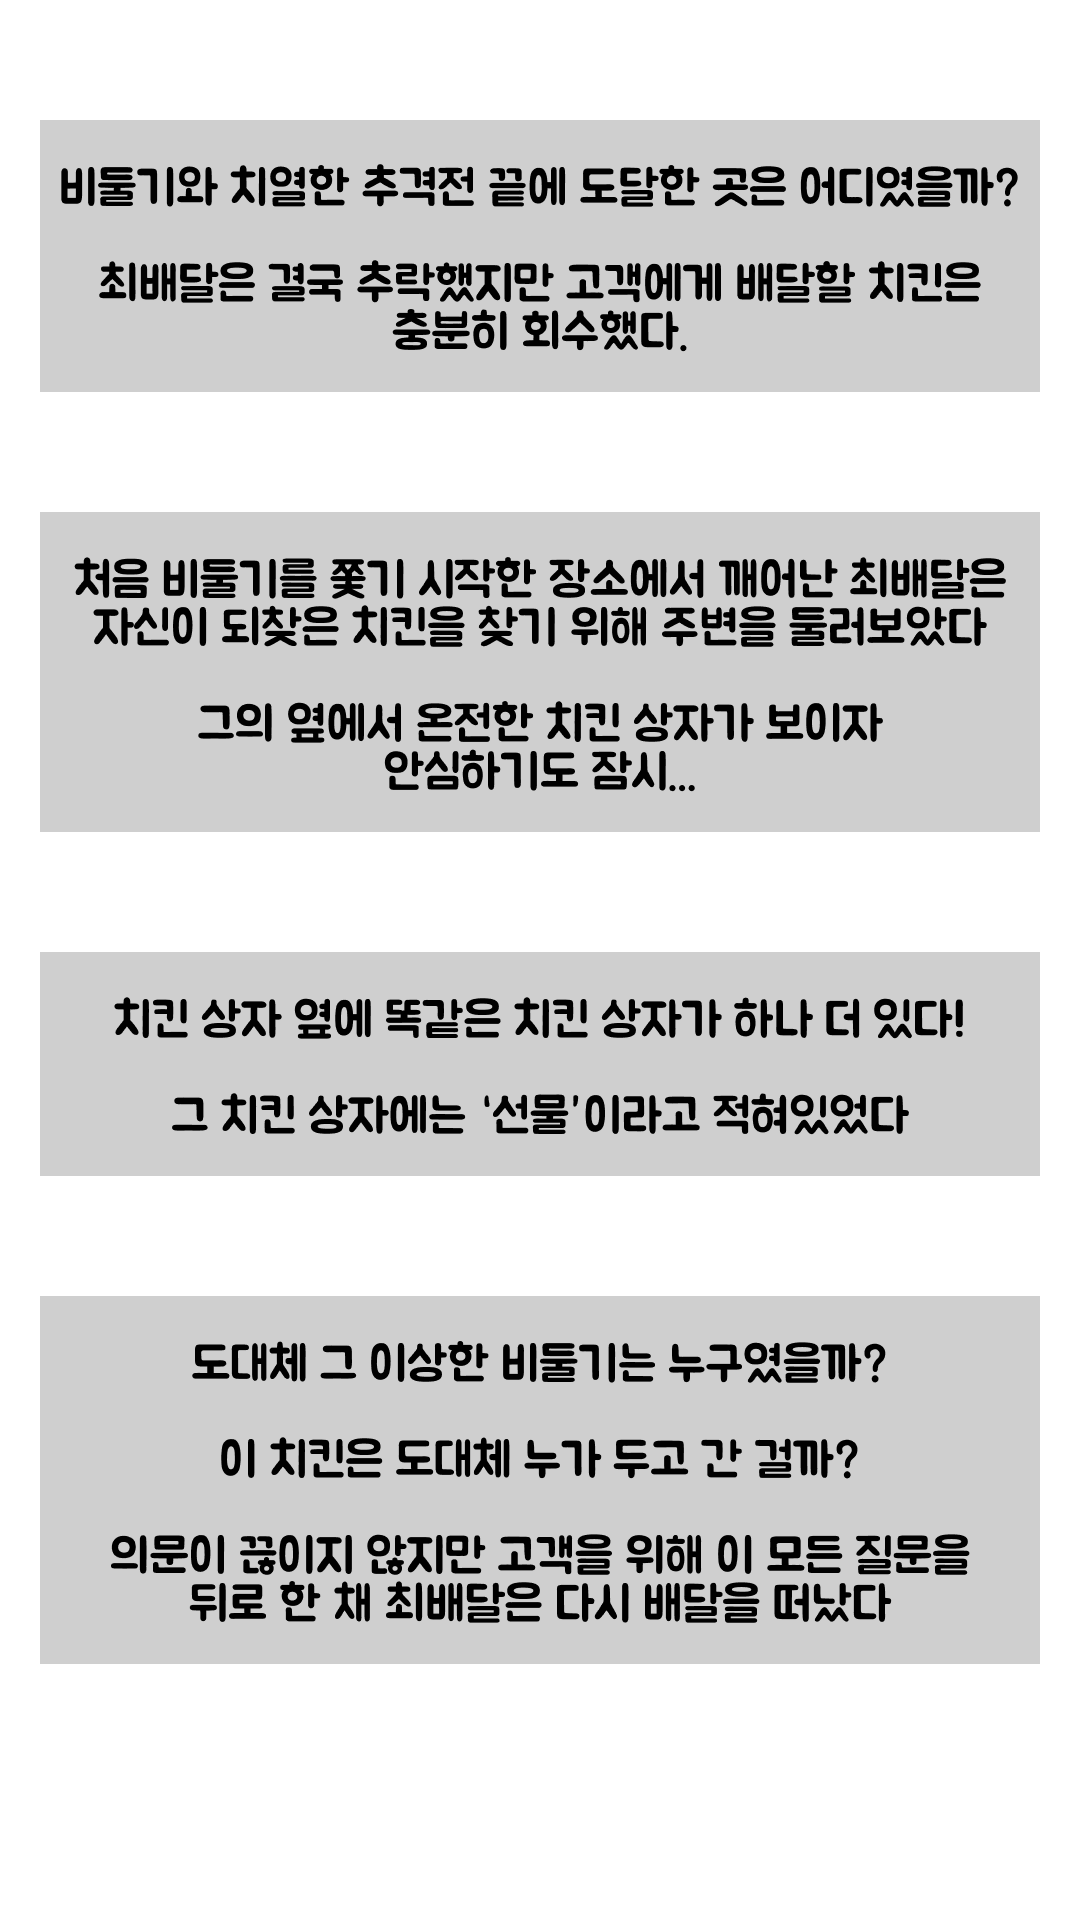 비둘기와 치열한 추격전 끝에 도달한 곳은 어디였을까?
최배달은 결국 추락했지만 고객에게 배달할 치킨은
충분히 회수했다.
처음 비둘기를 쫓기 시작한 장소에서 깨어난 최배달은
자신이 되찾은 치킨을 찾기 위해 주변을 둘러보았다
그의 옆에서 온전한 치킨 상자가 보이자
안심하기도 잠시...
치킨 상자 옆에 똑같은 치킨 상자가 하나 더 있다!
그 치킨 상자에는 ‘선물’이라고 적혀있었다
도대체 그 이상한 비둘기는 누구였을까?
이 치킨은 도대체 누가 두고 간 걸까?
의문이 끊이지 않지만 고객을 위해 이 모든 질문을
뒤로 한 채 최배달은 다시 배달을 떠났다